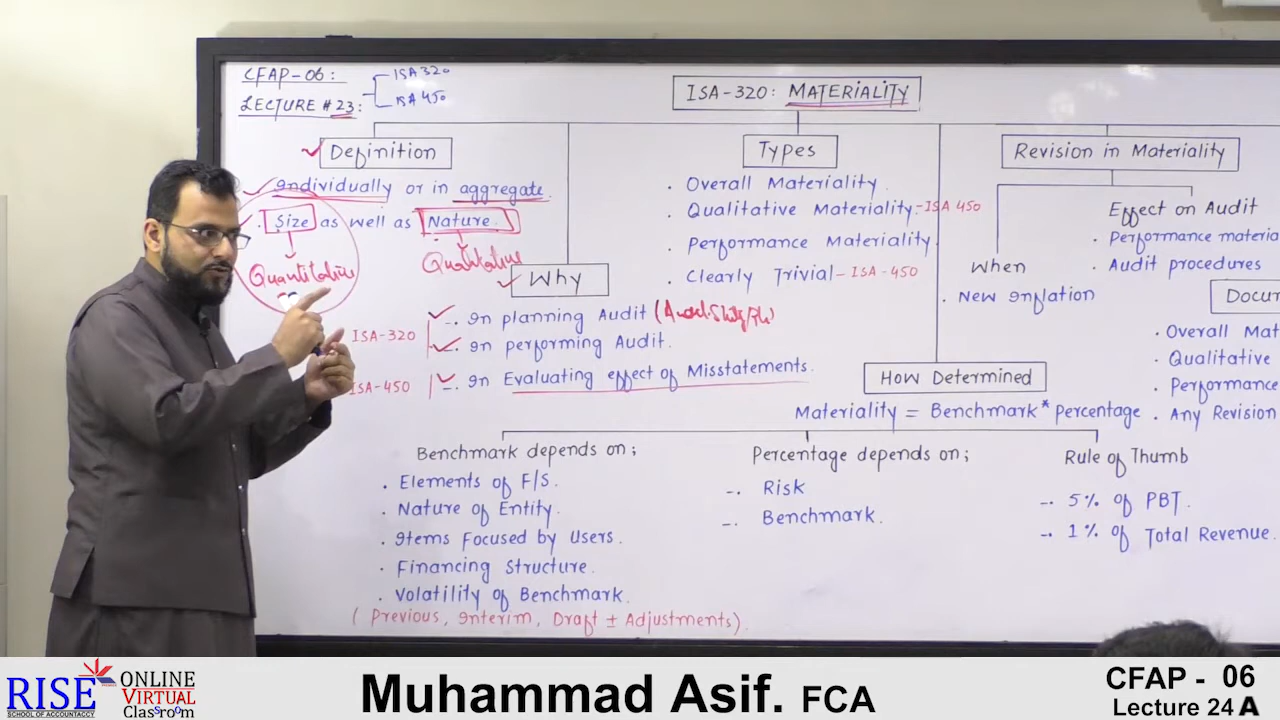 CFAP-06:
LECTURE # 23:
ISA 320
ISA 450
ISA-320: MATERIALITY
Definition
Individually or in aggregate.
Size as well as Nature.
Quantitative
Qualitative
Why
ISA-320
-. In planning Audit
-. In performing Audit.
ISA-450
-. In Evaluating effect of Misstatements.
Types
. Overall Materiality.
. Qualitative Materiality.-ISA 450
. Performance Materiality
. Clearly Trivial-ISA-450
Revision in Materiality
When
. New Inflation
Effect on Audit
. Performance materia
. Audit procedures
Docu
. Overall Mat
. Qualitative
. Performance
. Any Revision
How Determined
Materiality = Benchmark * percentage
Benchmark depends on;
. Elements of F/S.
. Nature of Entity.
. Items Focused by Users.
. Financing Structure.
. Volatility of Benchmark.
(Previous, Interim, Draft ± Adjustments).
Percentage depends on;
-. Risk
-. Benchmark.
Rule of Thumb
-. 5% of PBT.
-. 1% of Total Revenue.
RISE
SCHOOL OF ACCOUNTANCY
ONLINE
VIRTUAL
Classroom
Muhammad Asif. FCA
CFAP - 06
Lecture 24 A